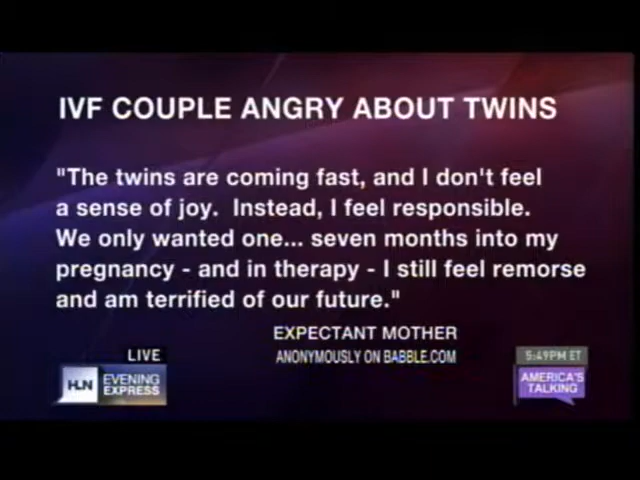 IVF COUPLE ANGRY ABOUT TWINS
"The twins are coming fast, and I don't feel
a sense of joy. Instead, I feel responsible.
We only wanted one... seven months into my
pregnancy - and in therapy - I still feel remorse
and am terrified of our future."
EXPECTANT MOTHER
ANONYMOUSLY ON BABBLE.COM
LIVE
HLN
EVENING
EXPRESS
5:49PM ET
AMERICA'S
TALKING